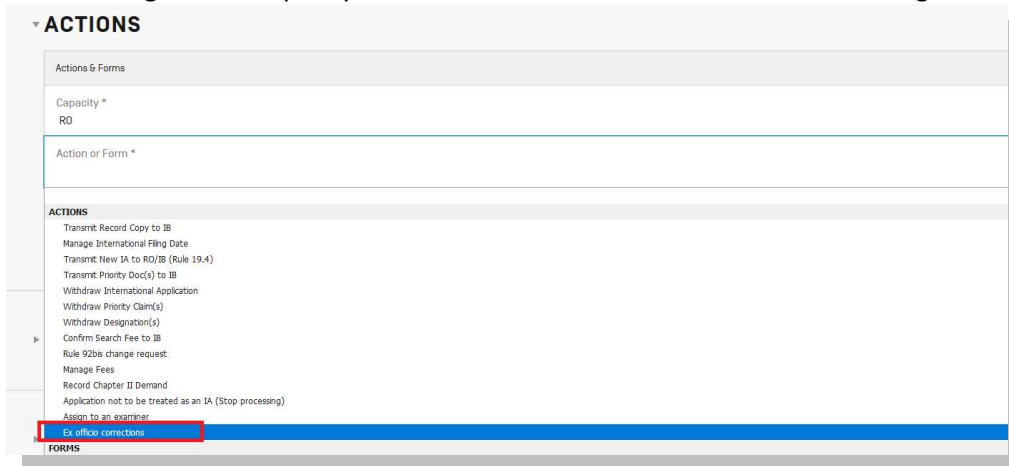 ACTIONS
Actions & Forms
Capacity *
RO
Action or Form *
ACTIONS
Transmit Record Copy to IB
Manage International Filing Date
Transmit New IA to RO/IB (Rule 19.4)
Transmit Priority Doc(s) to IB
Withdraw International Application
Withdraw Priority Claim(s)
Withdraw Designation(s)
Confirm Search Fee to IB
Rule 92bis change request
Manage Fees
Record Chapter II Demand
Application not to be treated as an IA (Stop processing)
Assign to an examiner
Ex officio corrections
FORMS